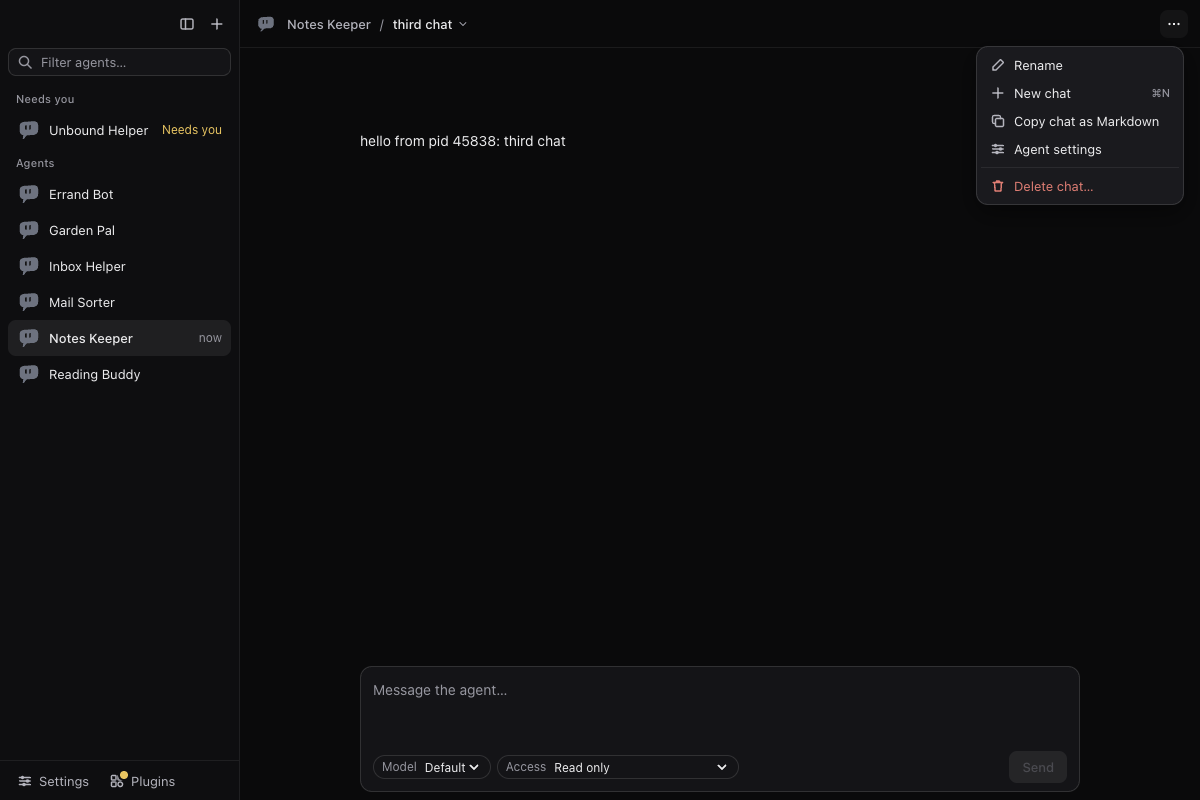 Notes Keeper / third chat
Filter agents...
Needs you
Unbound Helper Needs you
Agents
Errand Bot
Garden Pal
Inbox Helper
Mail Sorter
Notes Keeper now
Reading Buddy
Settings
Plugins
Rename
New chat ⌘N
Copy chat as Markdown
Agent settings
Delete chat...
hello from pid 45838: third chat
Message the agent...
Model Default
Access Read only
Send